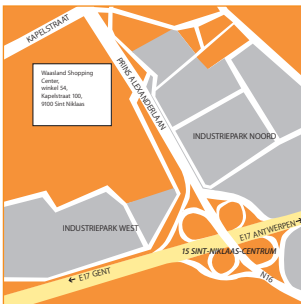 KAPELSTRAAT
PRINS ALEXANDERLAAN
Waasland Shopping
Center,
winkel 54,
Kapelstraat 100,
9100 Sint Niklaas
INDUSTRIEPARK NOORD
INDUSTRIEPARK WEST
E17 ANTWERPEN →
15 SINT-NIKLAAS-CENTRUM
← E17 GENT
N16